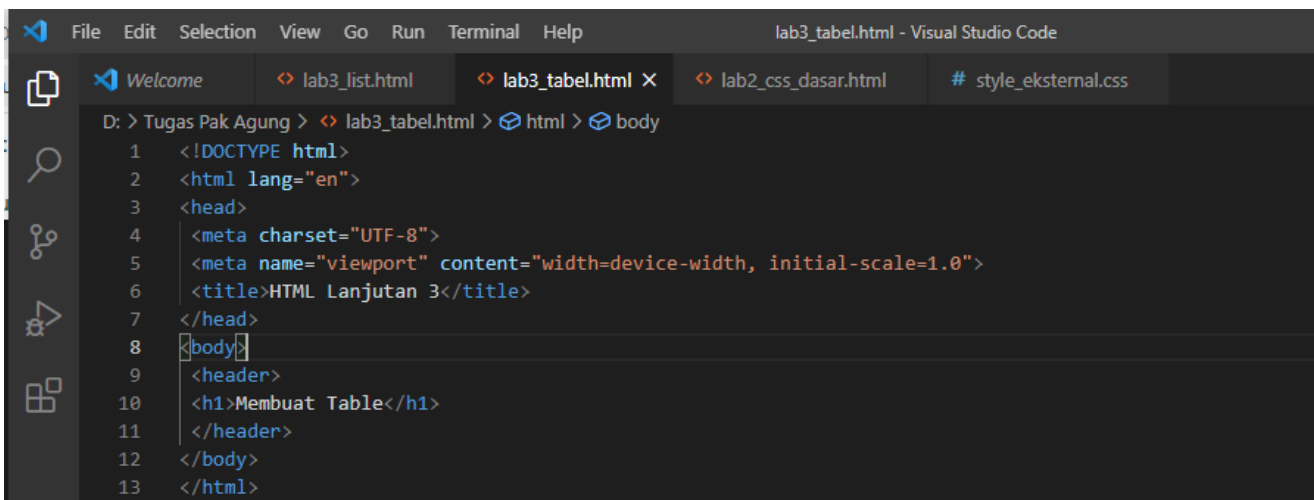 File Edit Selection View Go Run Terminal Help lab3_tabel.html - Visual Studio Code
Welcome <> lab3_list.html <> lab3_tabel.html × <> lab2_css_dasar.html # style_eksternal.css
D: > Tugas Pak Agung > <> lab3_tabel.html > html > body
1 <!DOCTYPE html>
2 <html lang="en">
3 <head>
4 <meta charset="UTF-8">
5 <meta name="viewport" content="width=device-width, initial-scale=1.0">
6 <title>HTML Lanjutan 3</title>
7 </head>
8 <body>
9 <header>
10 <h1>Membuat Table</h1>
11 </header>
12 </body>
13 </html>